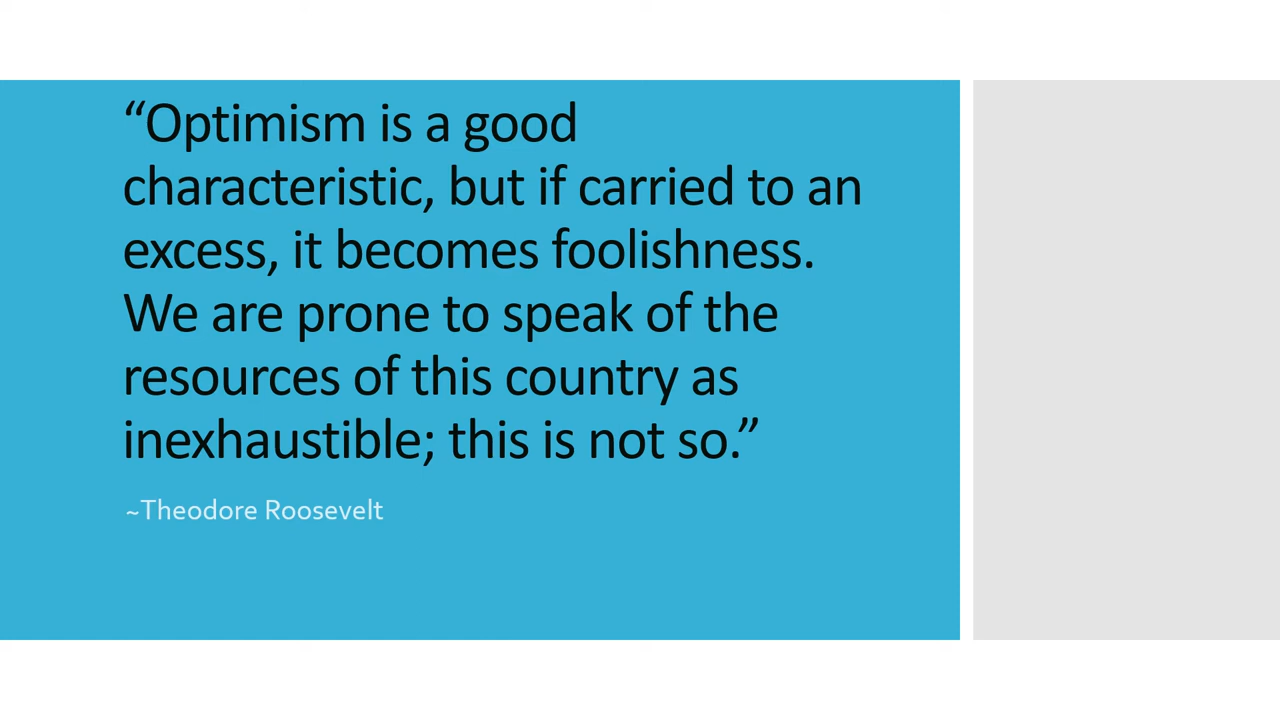 “Optimism is a good
characteristic, but if carried to an
excess, it becomes foolishness.
We are prone to speak of the
resources of this country as
inexhaustible; this is not so.”
~Theodore Roosevelt